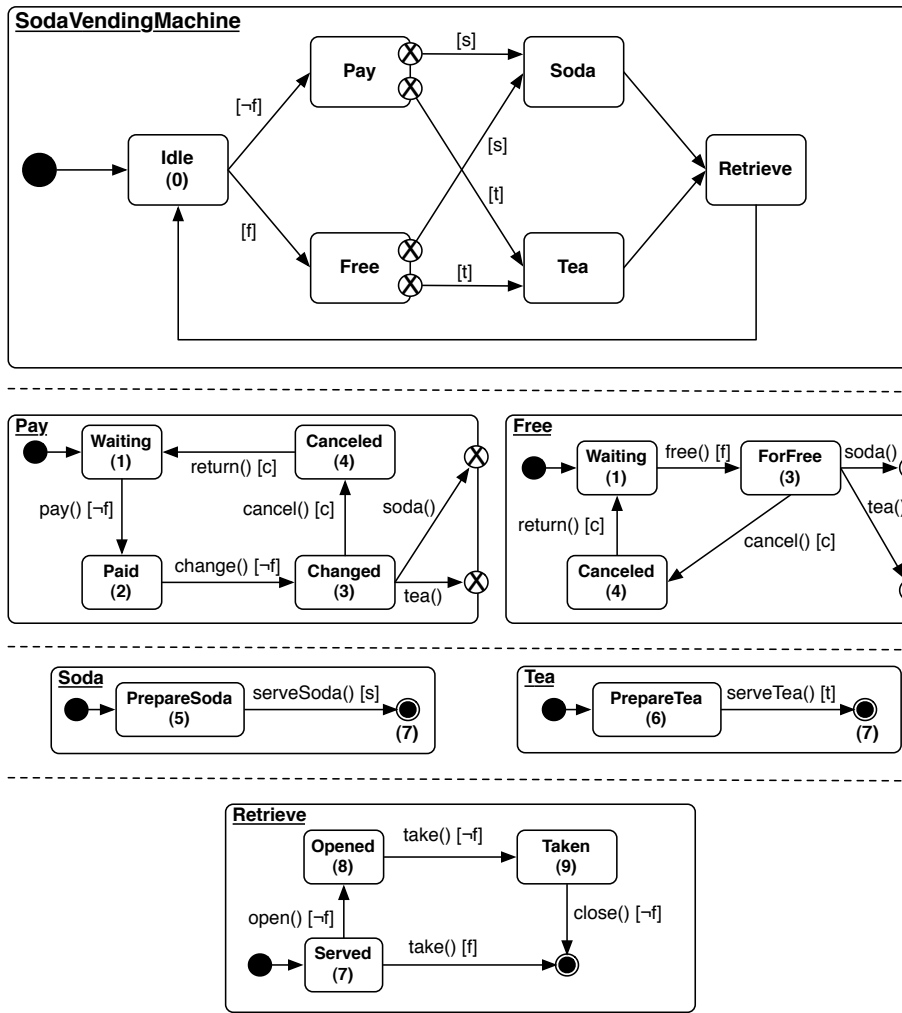 SodaVendingMachine
[s]
Pay
Soda
[¬f]
[s]
Idle
(0)
Retrieve
[t]
[f]
Free
[t]
Tea
X
X
X
X
Pay
Waiting
(1)
Canceled
(4)
return() [c]
X
pay() [¬f]
cancel() [c]
soda()
Paid
(2)
change() [¬f]
Changed
(3)
tea()
X
Free
Waiting
(1)
free() [f]
ForFree
(3)
soda()
tea()
return() [c]
cancel() [c]
Canceled
(4)
Soda
PrepareSoda
(5)
serveSoda() [s]
(7)
Tea
PrepareTea
(6)
serveTea() [t]
(7)
Retrieve
Opened
(8)
take() [¬f]
Taken
(9)
open() [¬f]
close() [¬f]
Served
(7)
take() [f]